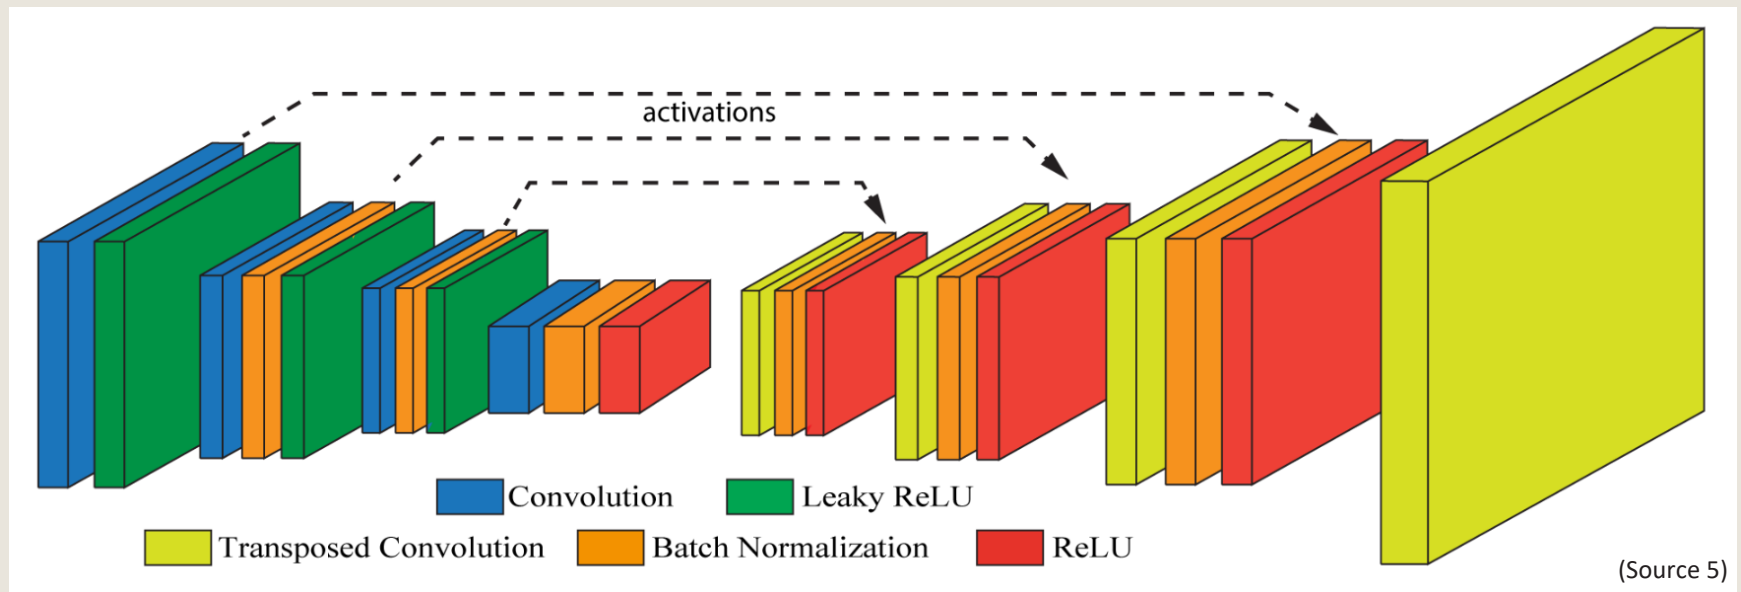 activations
Convolution Leaky ReLU
Transposed Convolution Batch Normalization ReLU
(Source 5)